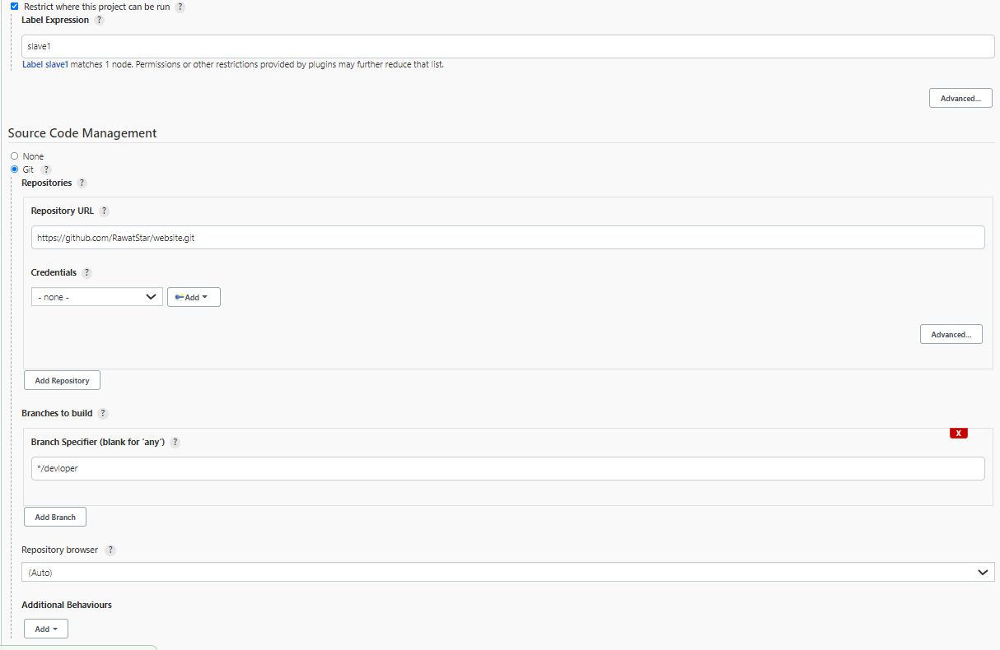 Restrict where this project can be run ?
Label Expression ?
slave1
Label slave1 matches 1 node. Permissions or other restrictions provided by plugins may further reduce that list.
Advanced...
Source Code Management
None
Git ?
Repositories ?
Repository URL ?
https://github.com/RawatStar/website.git
Credentials ?
- none - Add
Advanced...
Add Repository
Branches to build ?
X
Branch Specifier (blank for 'any') ?
*/devloper
Add Branch
Repository browser ?
(Auto)
Additional Behaviours
Add